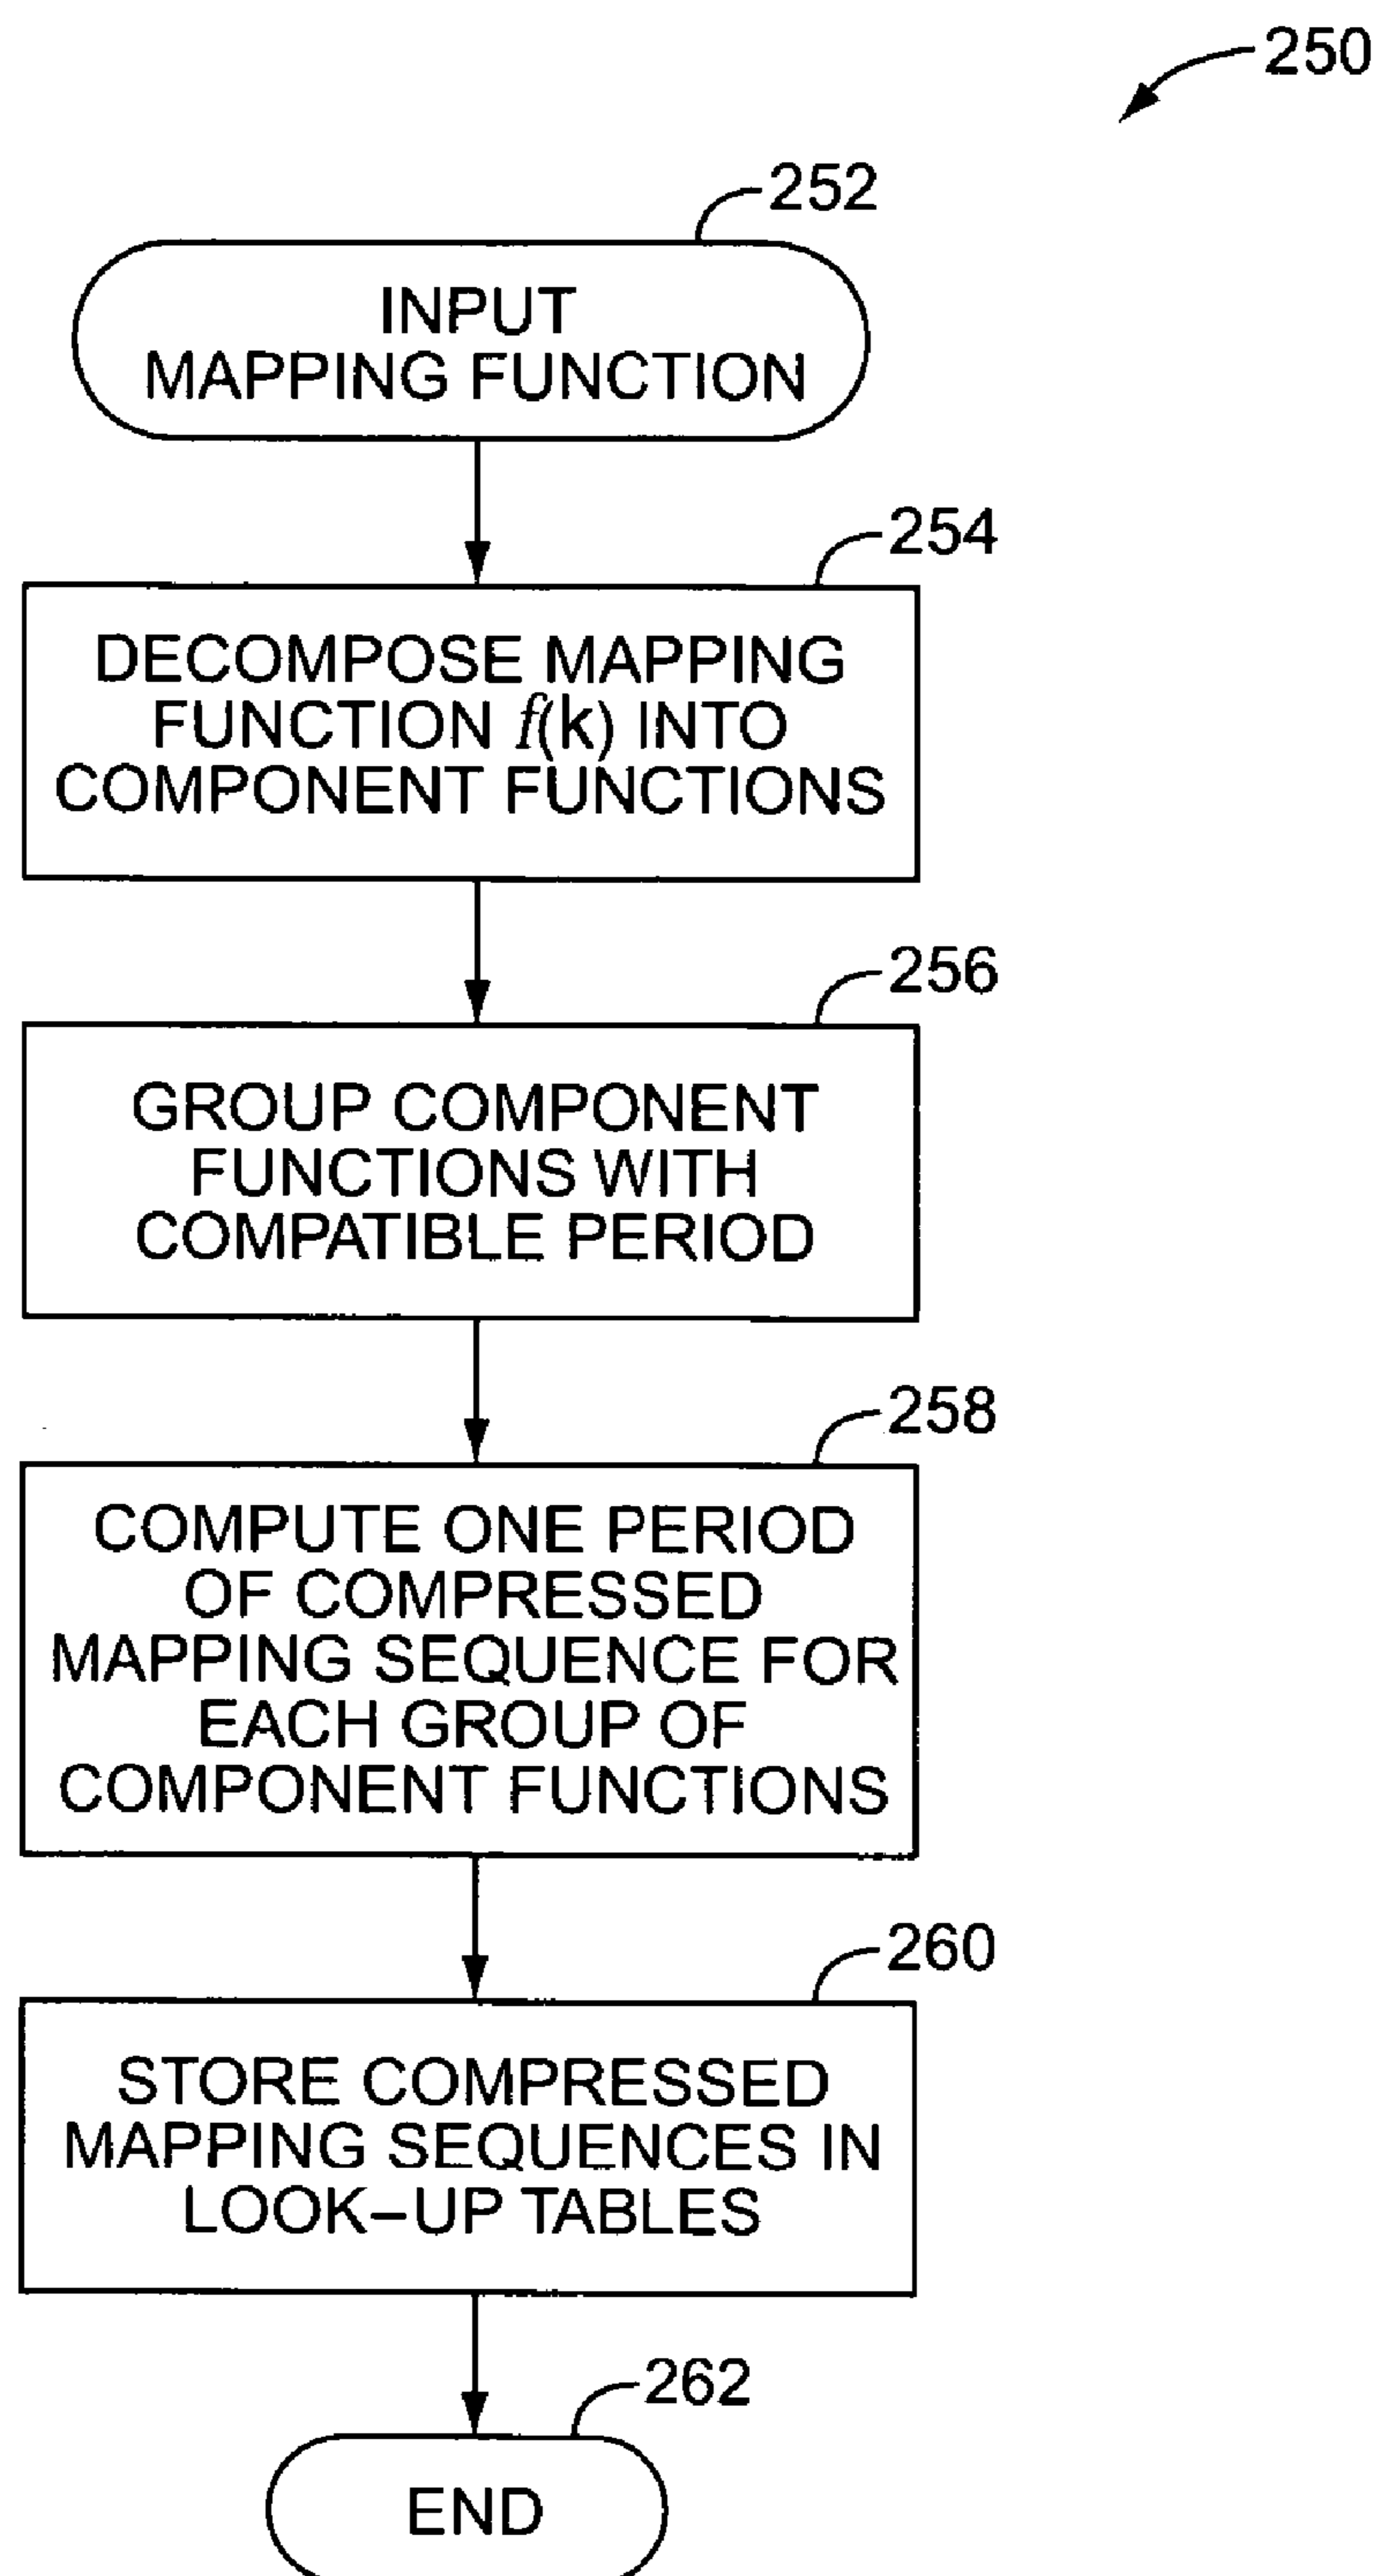 250
252
INPUT
MAPPING FUNCTION
254
DECOMPOSE MAPPING
FUNCTION f(k) INTO
COMPONENT FUNCTIONS
256
GROUP COMPONENT
FUNCTIONS WITH
COMPATIBLE PERIOD
258
COMPUTE ONE PERIOD
OF COMPRESSED
MAPPING SEQUENCE FOR
EACH GROUP OF
COMPONENT FUNCTIONS
260
STORE COMPRESSED
MAPPING SEQUENCES IN
LOOK–UP TABLES
262
END